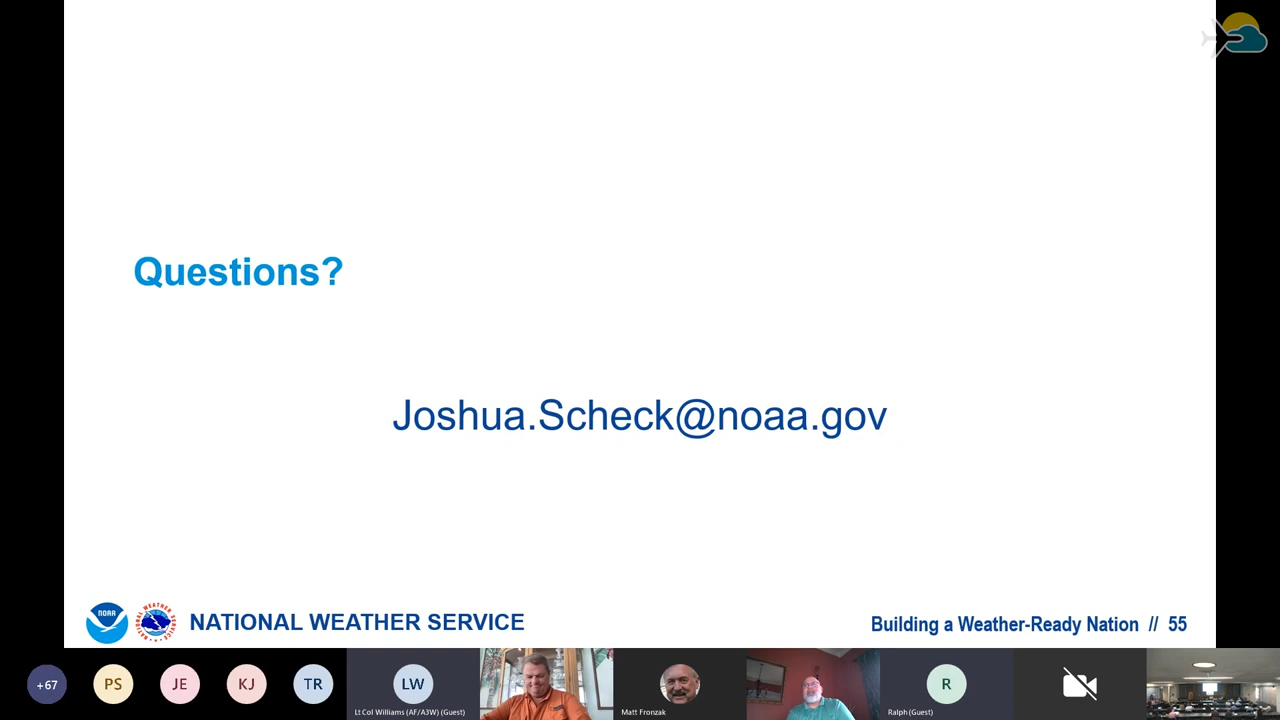 Questions?
Joshua.Scheck@noaa.gov
NOAA
NATIONAL WEATHER SERVICE
Building a Weather-Ready Nation // 55
+67
PS
JE
KJ
TR
LW
Lt Col Williams (AF/A3W) (Guest)
Matt Fronzak
R
Ralph (Guest)